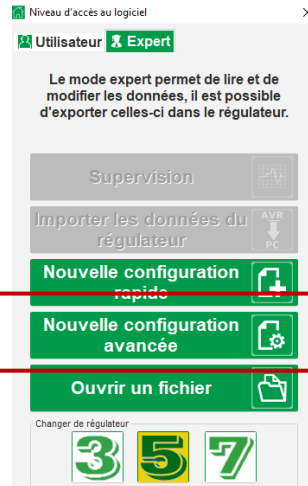 Niveau d'accès au logiciel
Utilisateur Expert
Le mode expert permet de lire et de
modifier les données, il est possible
d'exporter celles-ci dans le régulateur.
Supervision
Importer les données du
régulateur
AVR
PC
Nouvelle configuration
rapide
Nouvelle configuration
avancée
Ouvrir un fichier
Changer de régulateur
3 5 7